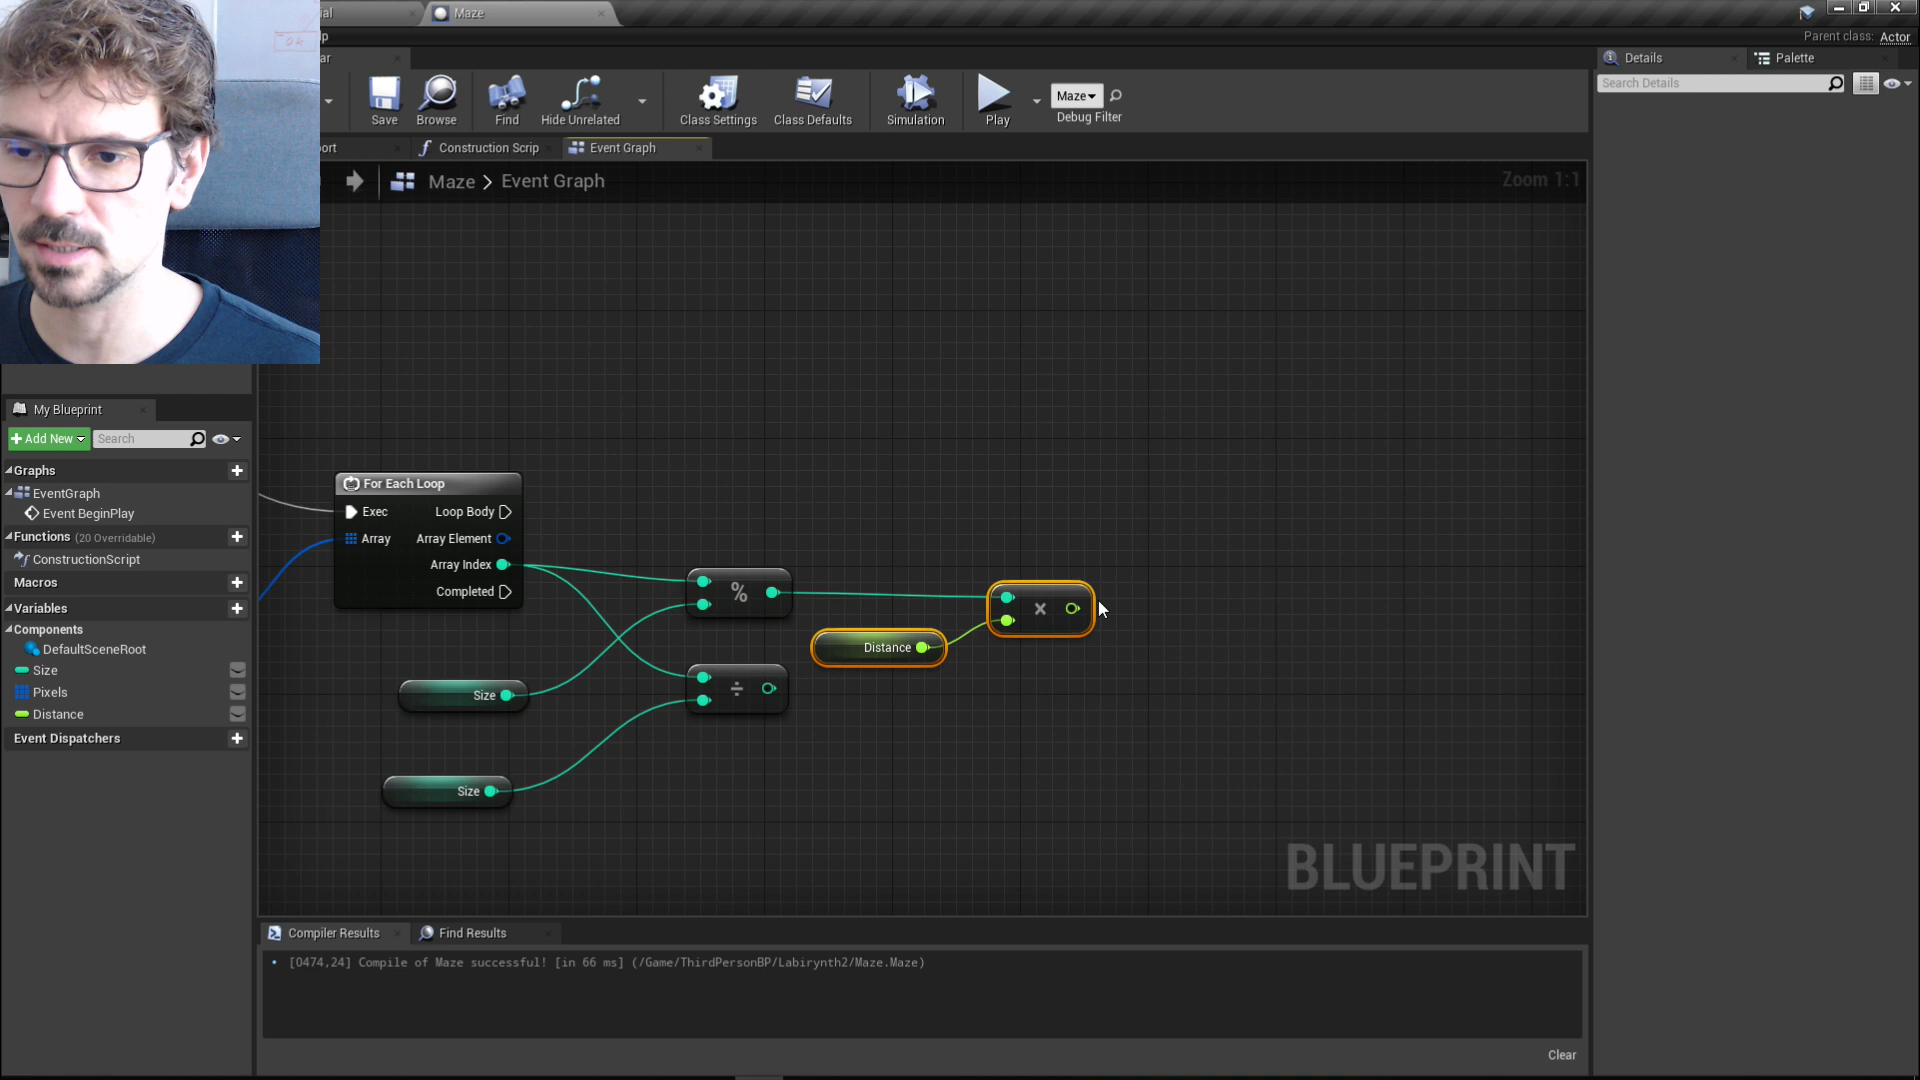 ial
Maze
p
Parent class: Actor
ar
Details
Palette
Save
Browse
Find
Hide Unrelated
Class Settings
Class Defaults
Simulation
Play
Maze
Debug Filter
Search Details
ort
Construction Scrip
Event Graph
Maze > Event Graph
Zoom 1:1
My Blueprint
+ Add New
Search
Graphs
EventGraph
Event BeginPlay
Functions (20 Overridable)
ConstructionScript
Macros
Variables
Components
DefaultSceneRoot
Size
Pixels
Distance
Event Dispatchers
For Each Loop
Exec
Loop Body
Array
Array Element
Array Index
Completed
%
×
Distance
÷
Size
Size
BLUEPRINT
Compiler Results
Find Results
[0474,24] Compile of Maze successful! [in 66 ms] (/Game/ThirdPersonBP/Labirynth2/Maze.Maze)
Clear